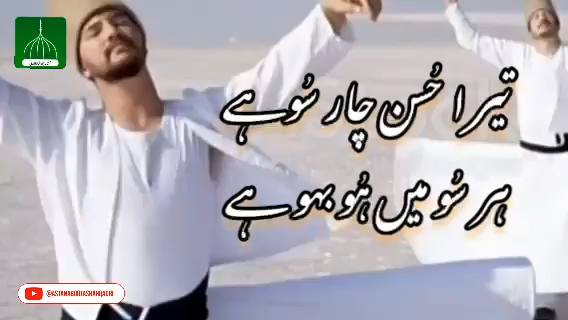 تیرا حُسن چار سُو ہے
ہر سُو میں ہُو بہو ہے